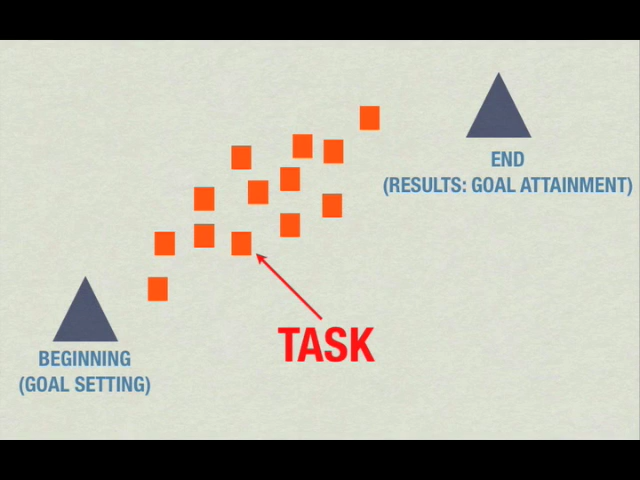 END
(RESULTS: GOAL ATTAINMENT)
TASK
BEGINNING
(GOAL SETTING)